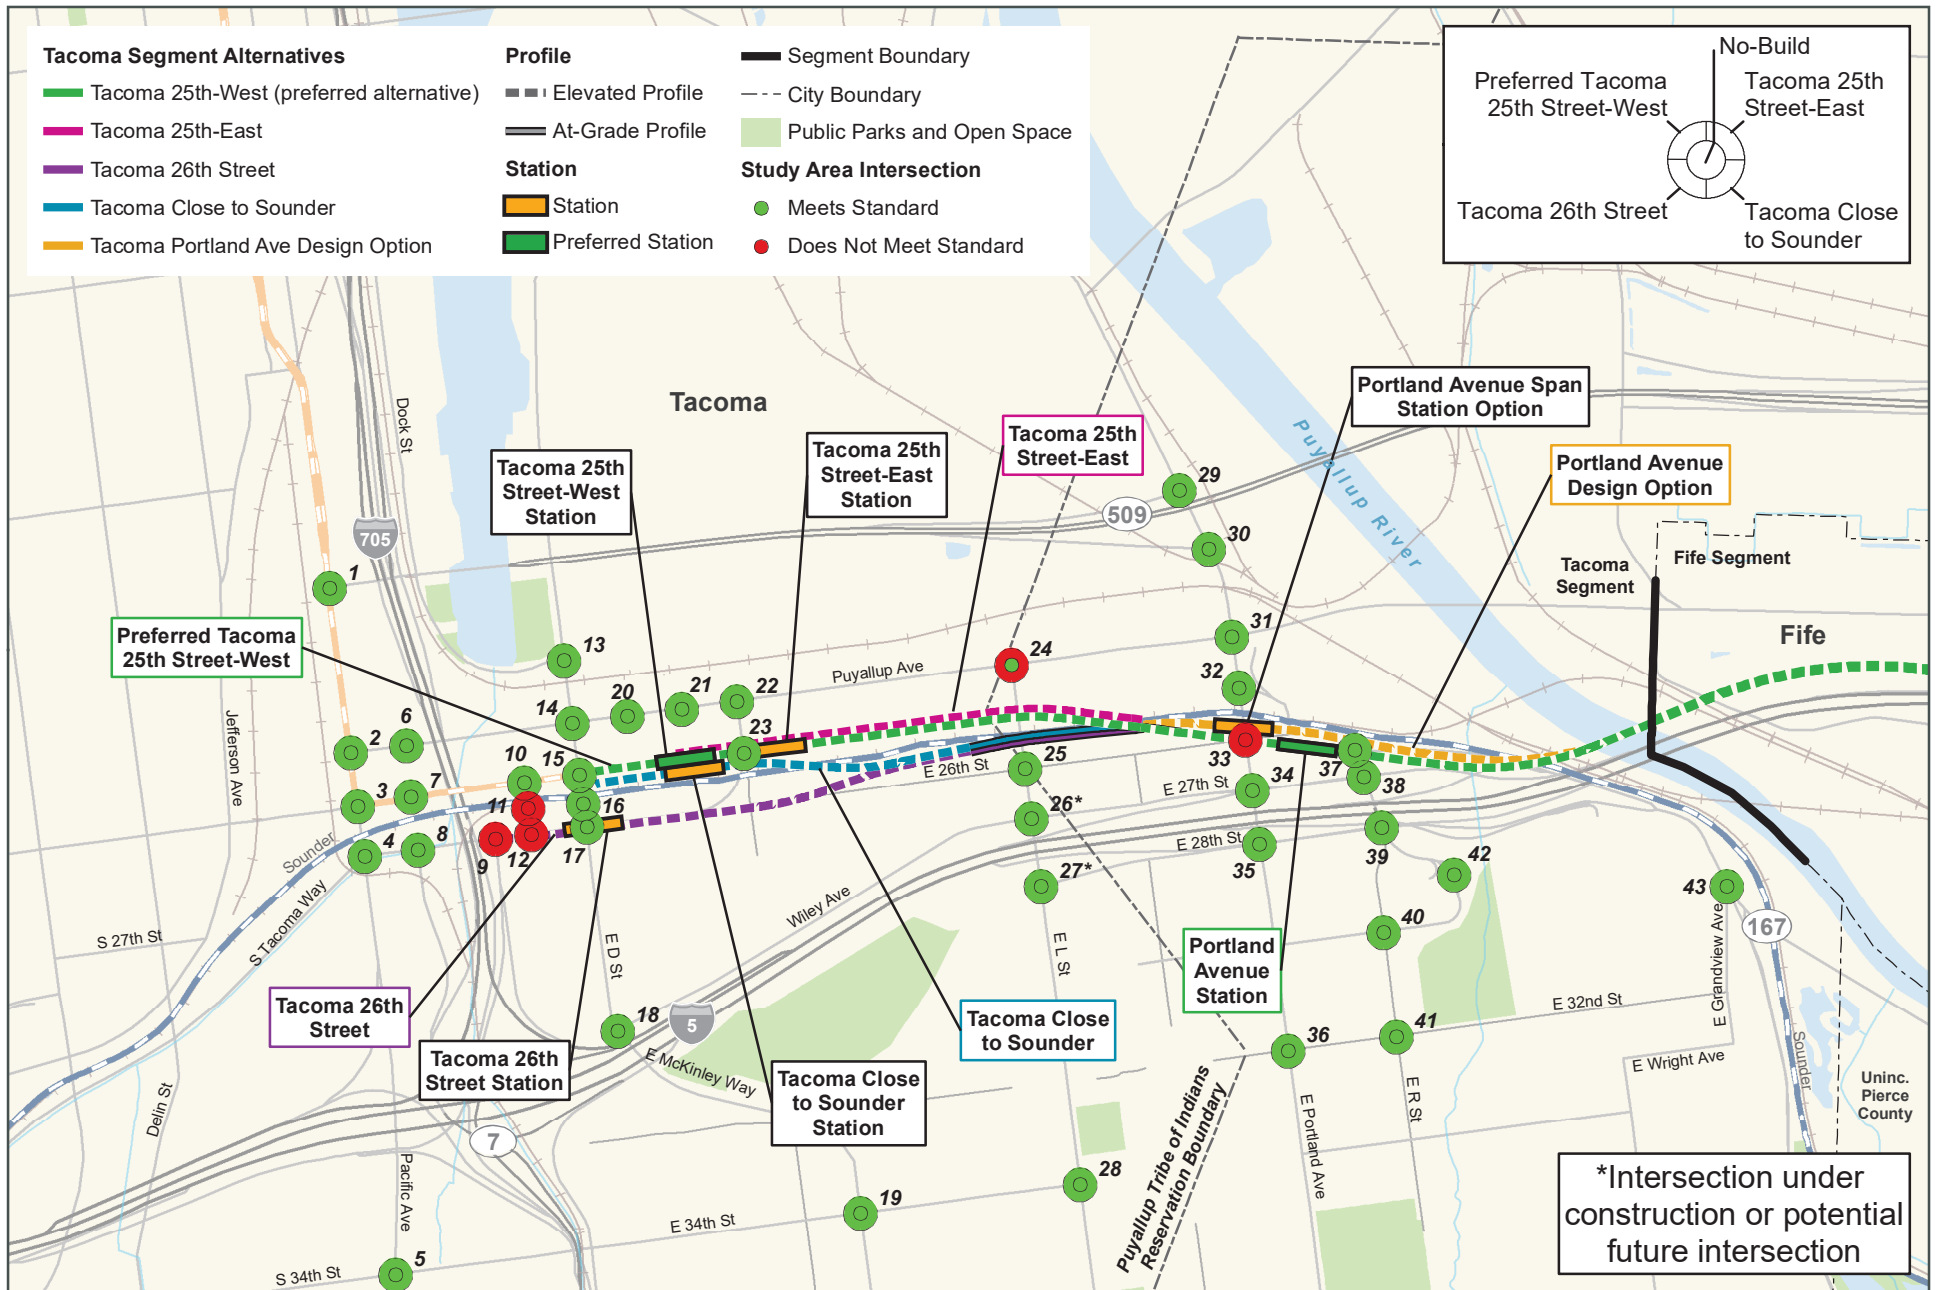 Tacoma Segment Alternatives
Tacoma 25th-West (preferred alternative)
Tacoma 25th-East
Tacoma 26th Street
Tacoma Close to Sounder
Tacoma Portland Ave Design Option
Profile
Elevated Profile
At-Grade Profile
Station
Station
Preferred Station
Segment Boundary
City Boundary
Public Parks and Open Space
Study Area Intersection
Meets Standard
Does Not Meet Standard
No-Build
Preferred Tacoma
25th Street-West
Tacoma 25th
Street-East
Tacoma 26th Street
Tacoma Close
to Sounder
Tacoma
Dock St
705
Portland Avenue Span
Station Option
Tacoma 25th
Street-East
Tacoma 25th
Street-East
Station
Tacoma 25th
Street-West
Station
Portland Avenue
Design Option
Puyallup River
509
29
30
1
Tacoma
Segment
Fife Segment
Fife
Preferred Tacoma
25th Street-West
13
31
24
32
Puyallup Ave
Jefferson Ave
2
6
14
20
21
22
23
10
15
3
7
11
16
4
8
9
12
17
25
E 26th St
33
37
34
38
E 27th St
26*
E 28th St
35
39
27*
42
43
Sounder
S Tacoma Way
Wiley Ave
S 27th St
E D St
E L St
40
167
E Grandview Ave
Portland
Avenue
Station
Tacoma 26th
Street
18
5
Tacoma Close
to Sounder
E 32nd St
36
41
E Wright Ave
Sounder
Tacoma 26th
Street Station
E McKinley Way
Tacoma Close
to Sounder
Station
Uninc.
Pierce
County
Delin St
7
Pacific Ave
E Portland Ave
E R St
Puyallup Tribe of Indians
Reservation Boundary
28
19
E 34th St
5
S 34th St
*Intersection under
construction or potential
future intersection